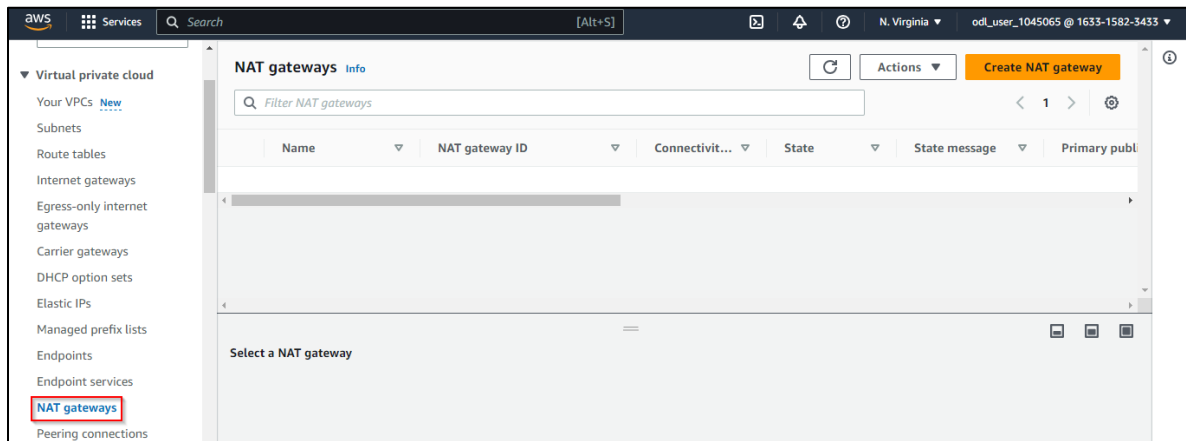 aws Services Search [Alt+S] N. Virginia ▼ odl_user_1045065 @ 1633-1582-3433 ▼
▼ Virtual private cloud
Your VPCs New
Subnets
Route tables
Internet gateways
Egress-only internet
gateways
Carrier gateways
DHCP option sets
Elastic IPs
Managed prefix lists
Endpoints
Endpoint services
NAT gateways
Peering connections
NAT gateways Info
Actions ▼
Create NAT gateway
Filter NAT gateways
1
Name NAT gateway ID Connectivit... State State message Primary publi
Select a NAT gateway